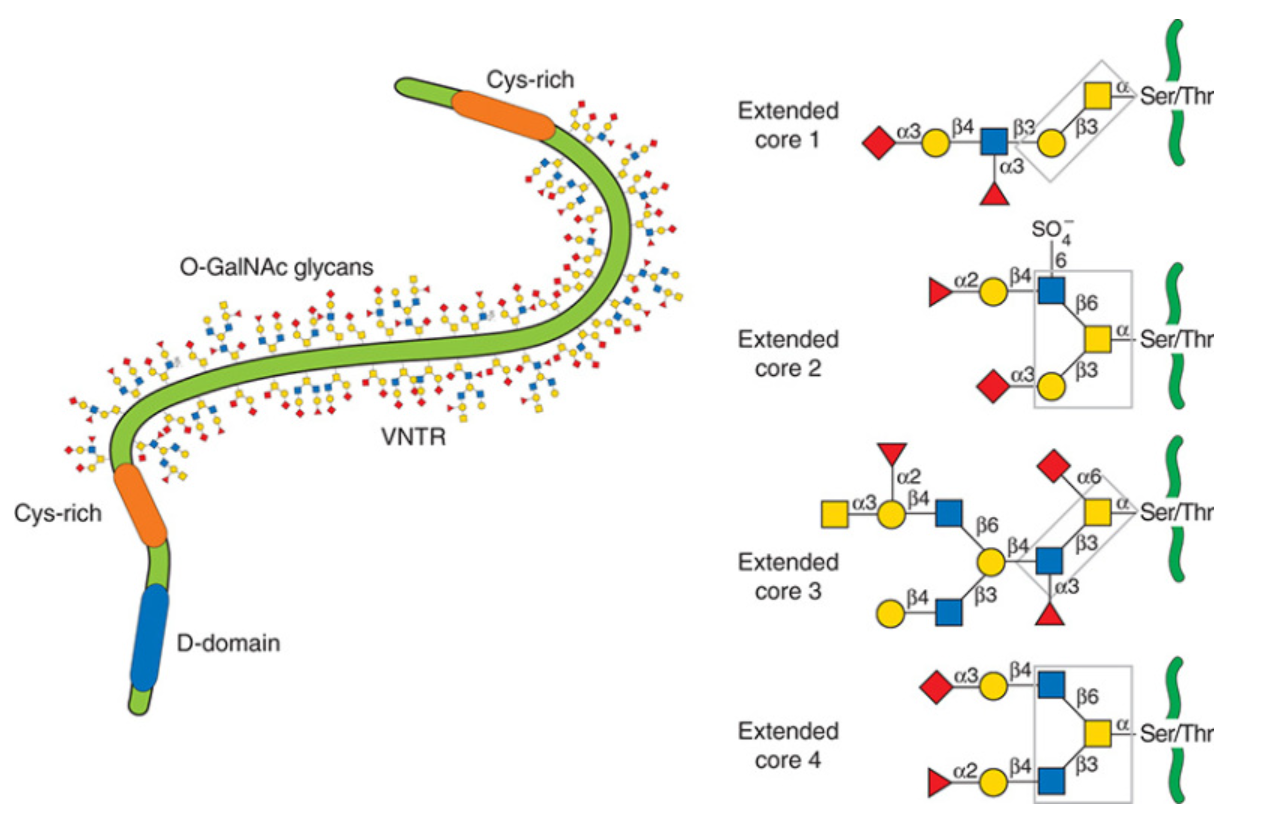 Cys-rich
O-GalNAc glycans
VNTR
Cys-rich
D-domain
Extended
core 1
α3
β4
β3
α3
β3
α
Ser/Thr
Extended
core 2
SO4−
6
α2
β4
β6
α
Ser/Thr
α3
β3
Extended
core 3
α2
α3
β4
β6
α6
α
Ser/Thr
β4
β3
β4
β3
α3
Extended
core 4
α3
β4
β6
α
Ser/Thr
α2
β4
β3